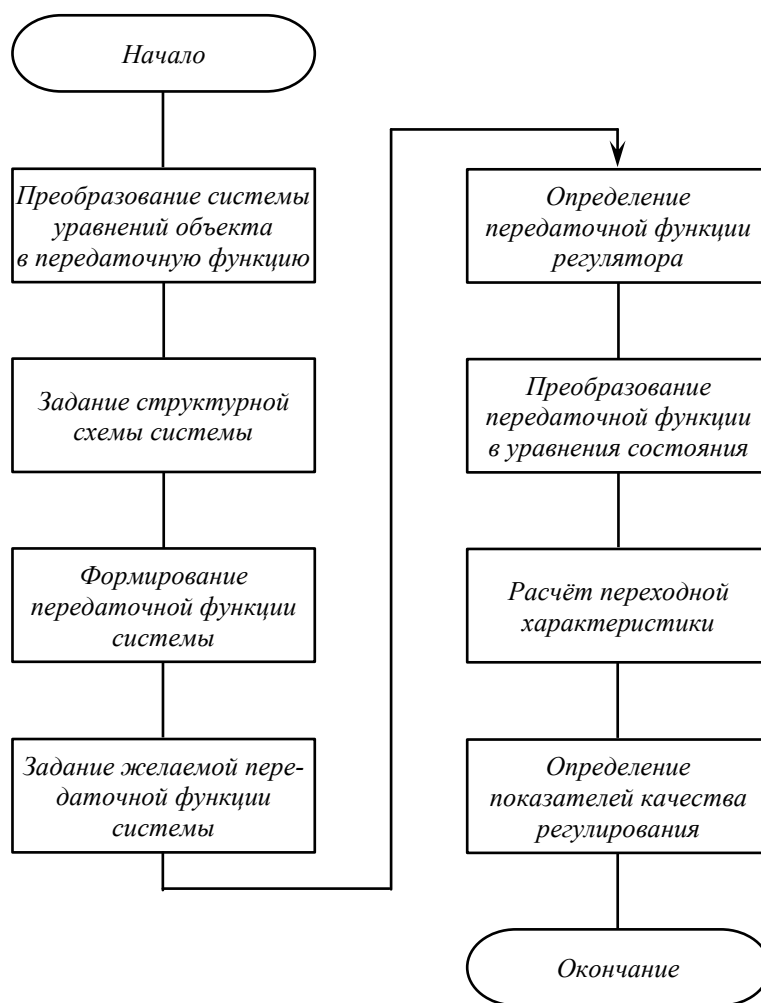 Начало
Преобразование системы
уравнений объекта
в передаточную функцию
Задание структурной
схемы системы
Формирование
передаточной функции
системы
Задание желаемой пере-
даточной функции
системы
Определение
передаточной функции
регулятора
Преобразование
передаточной функции
в уравнения состояния
Расчёт переходной
характеристики
Определение
показателей качества
регулирования
Окончание